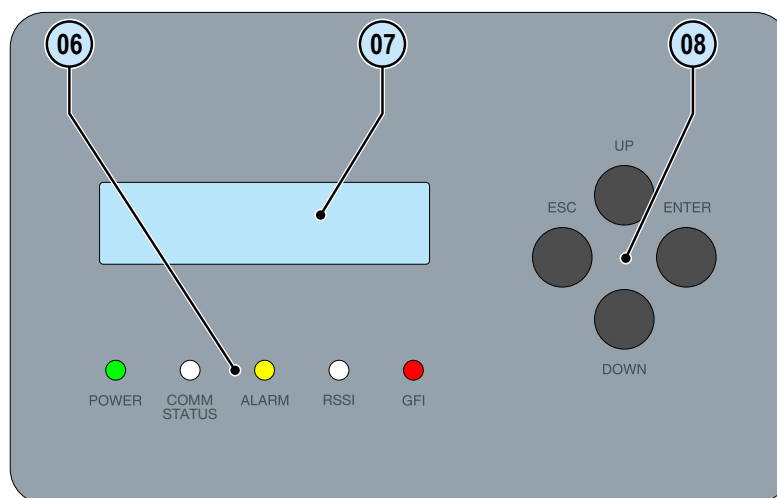 06 07 08
UP
ESC ENTER
DOWN
POWER COMM STATUS ALARM RSSI GFI